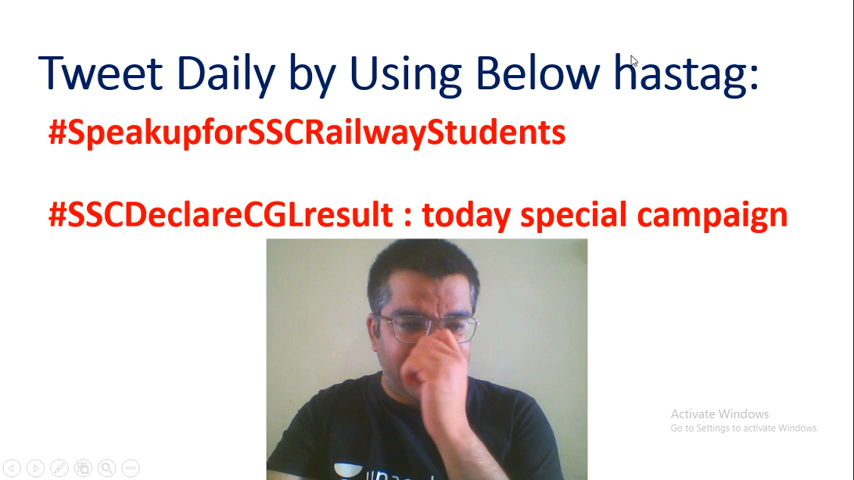 Tweet Daily by Using Below hastag:
#SpeakupforSSCRailwayStudents
#SSCDeclareCGLresult : today special campaign
Activate Windows
Go to Settings to activate Windows.